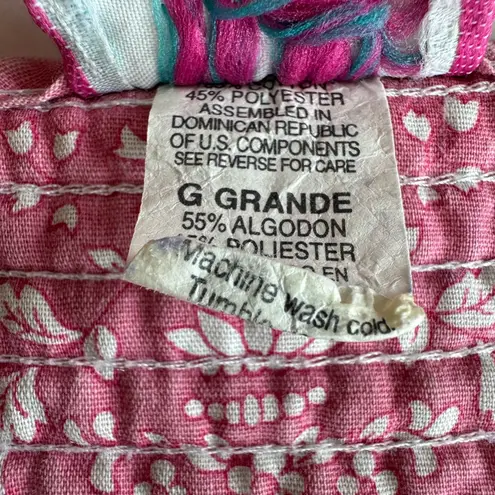 45% POLYESTER
ASSEMBLED IN
DOMINICAN REPUBLIC
OF U.S. COMPONENTS
SEE REVERSE FOR CARE
G GRANDE
55% ALGODON
POLIESTER
EN
Machine wash cold.